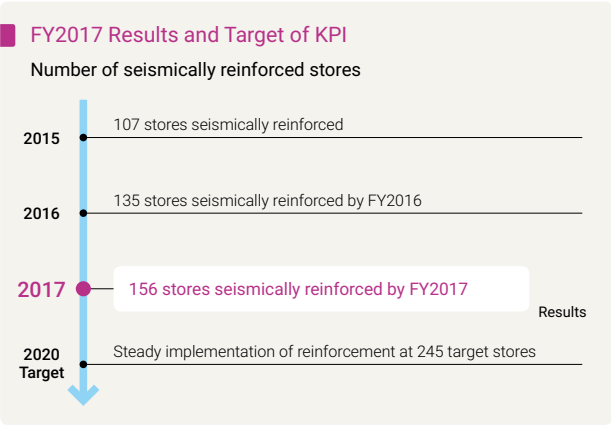 FY2017 Results and Target of KPI
Number of seismically reinforced stores
2015
107 stores seismically reinforced
2016
135 stores seismically reinforced by FY2016
2017
156 stores seismically reinforced by FY2017
Results
2020
Target
Steady implementation of reinforcement at 245 target stores